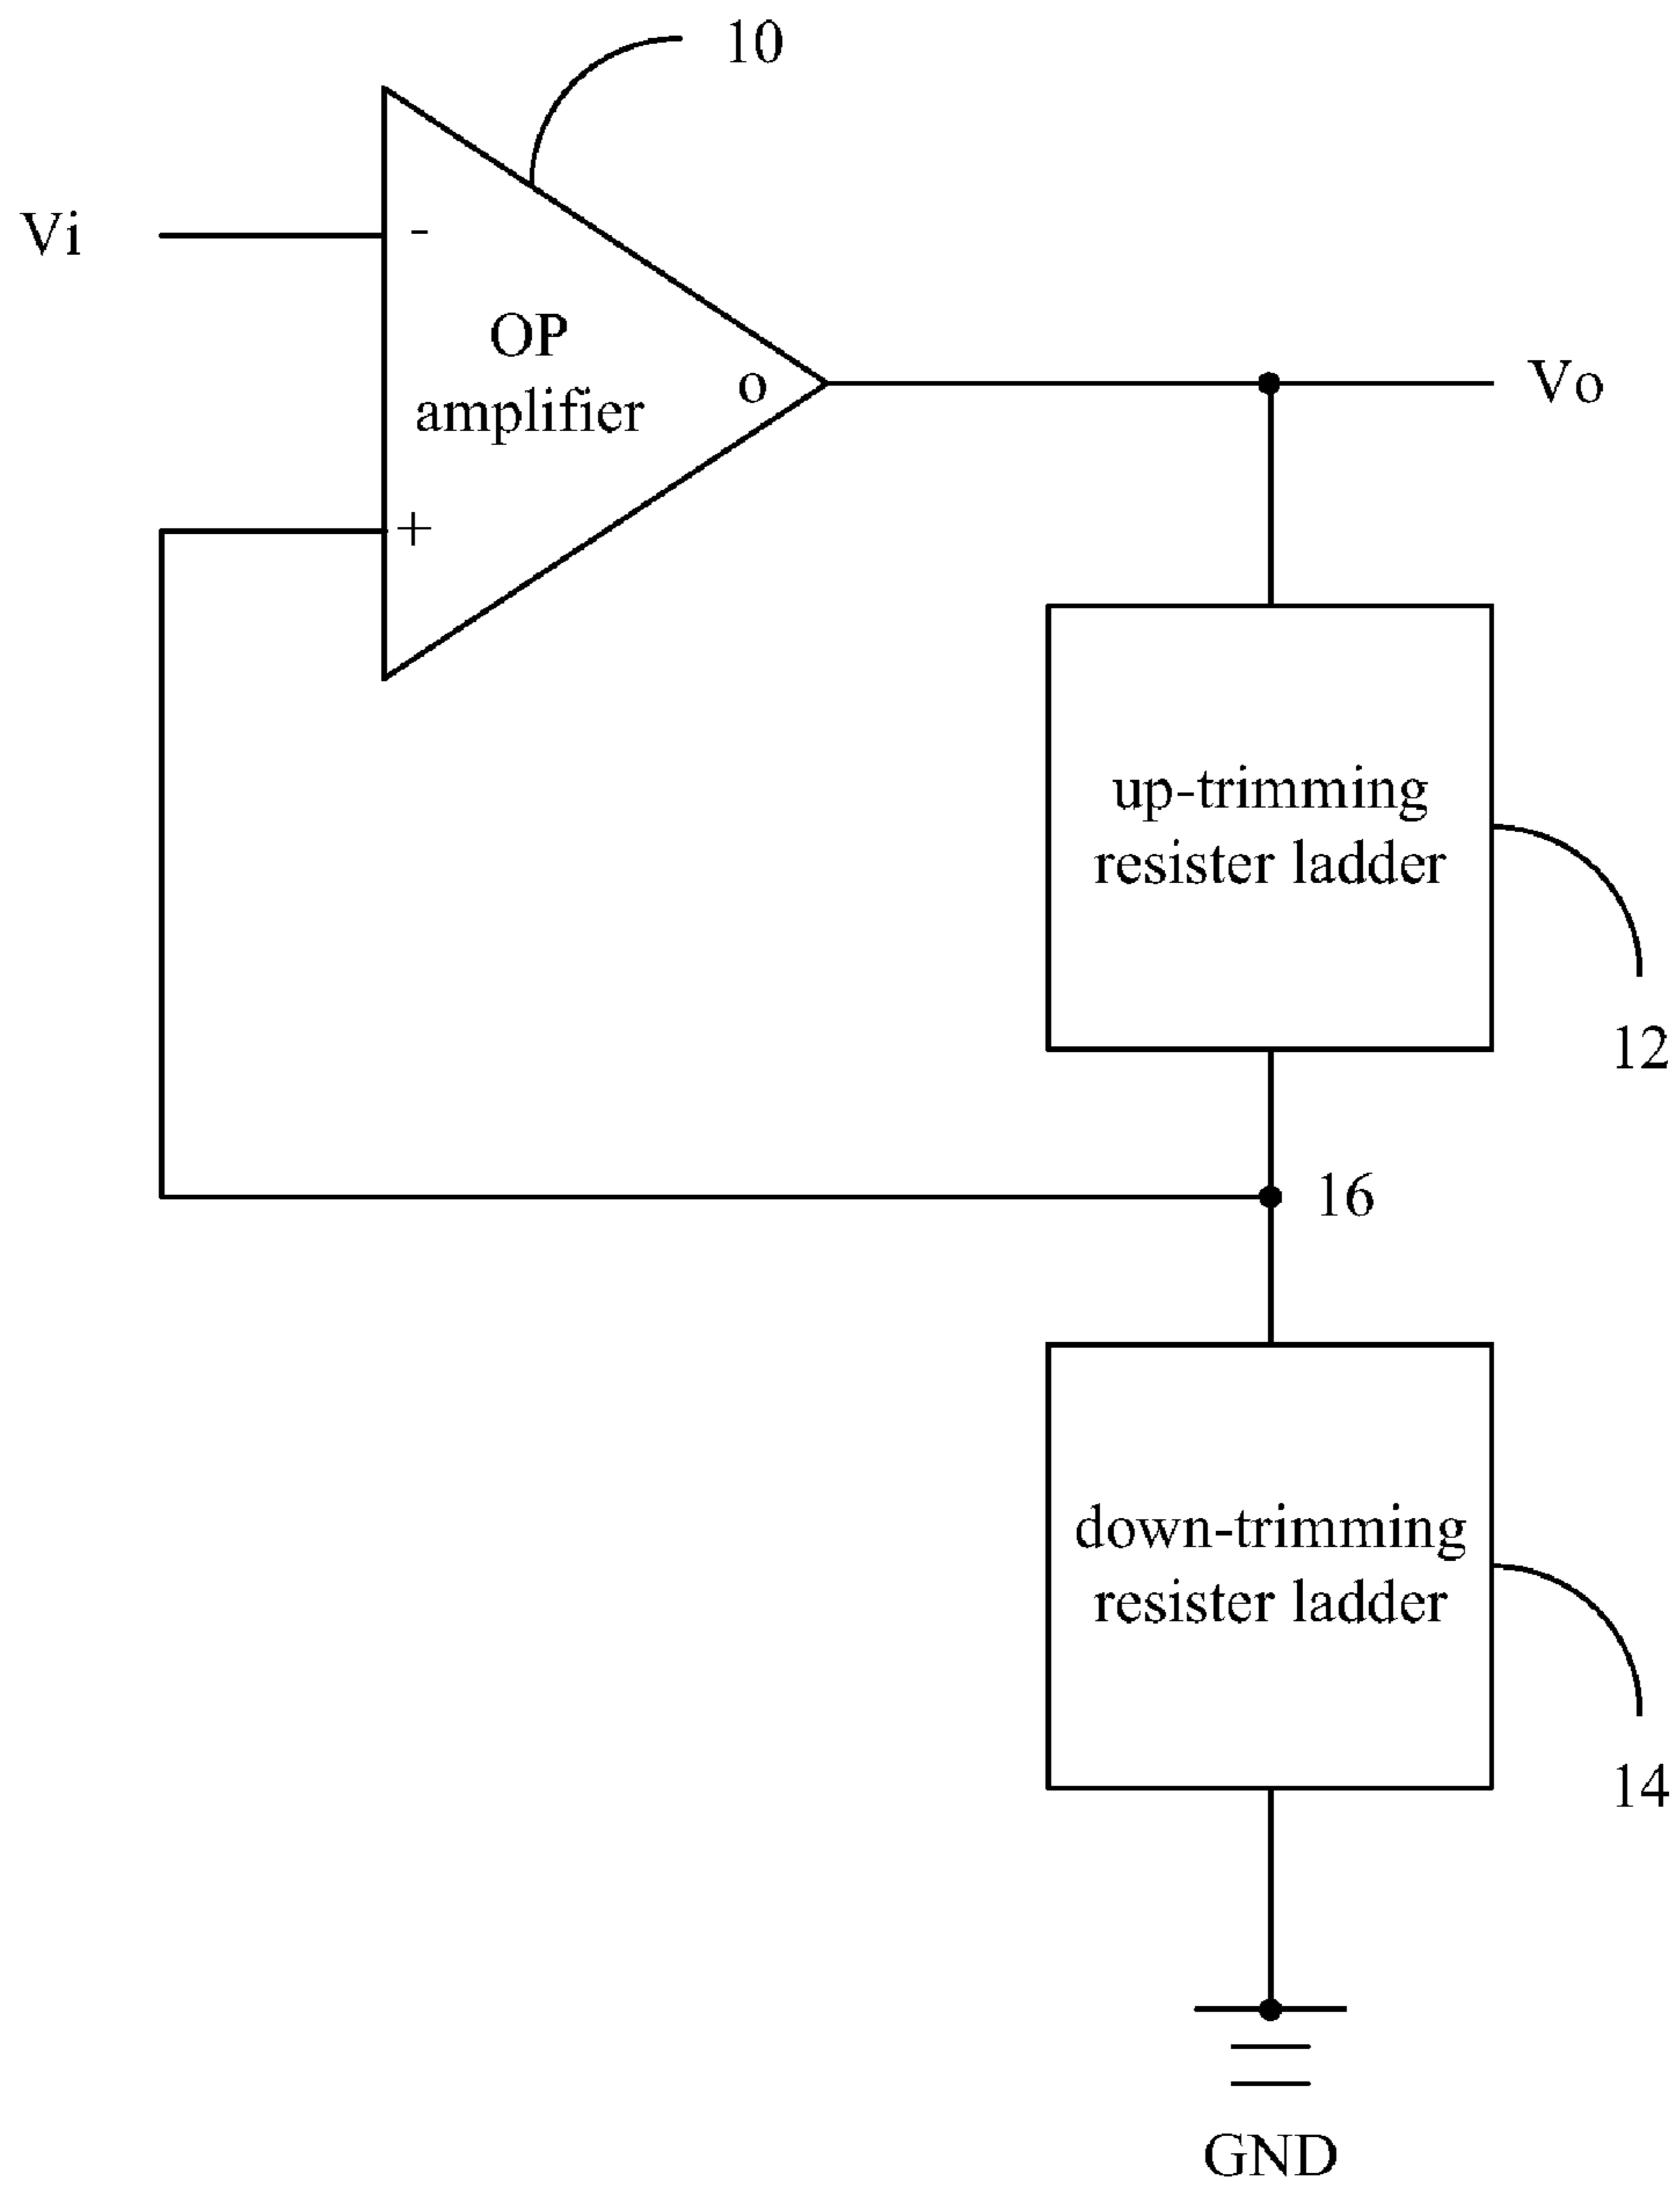 10
Vi
-
OP
amplifier
o
Vo
+
up-trimming
resister ladder
12
16
down-trimming
resister ladder
14
GND